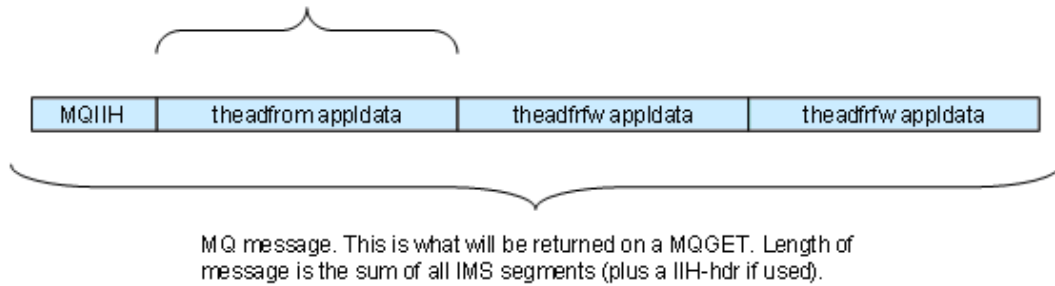 MQIIH theadfrom appldata theadfrfw appldata theadfrfw appldata
MQ message. This is what will be returned on a MQGET. Length of
message is the sum of all IMS segments (plus a IIH-hdr if used).